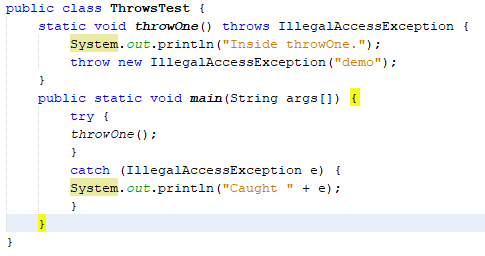 public class ThrowsTest {
    static void throwOne() throws IllegalAccessException {
        System.out.println("Inside throwOne.");
        throw new IllegalAccessException("demo");
    }
    public static void main(String args[]) {
        try {
        throwOne();
        }
        catch (IllegalAccessException e) {
        System.out.println("Caught " + e);
        }
    }
}